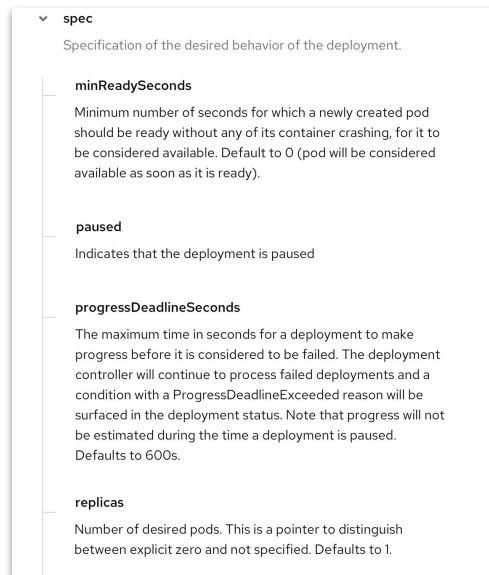 spec
Specification of the desired behavior of the deployment.
minReadySeconds
Minimum number of seconds for which a newly created pod
should be ready without any of its container crashing, for it to
be considered available. Default to 0 (pod will be considered
available as soon as it is ready).
paused
Indicates that the deployment is paused
progressDeadlineSeconds
The maximum time in seconds for a deployment to make
progress before it is considered to be failed. The deployment
controller will continue to process failed deployments and a
condition with a ProgressDeadlineExceeded reason will be
surfaced in the deployment status. Note that progress will not
be estimated during the time a deployment is paused.
Defaults to 600s.
replicas
Number of desired pods. This is a pointer to distinguish
between explicit zero and not specified. Defaults to 1.